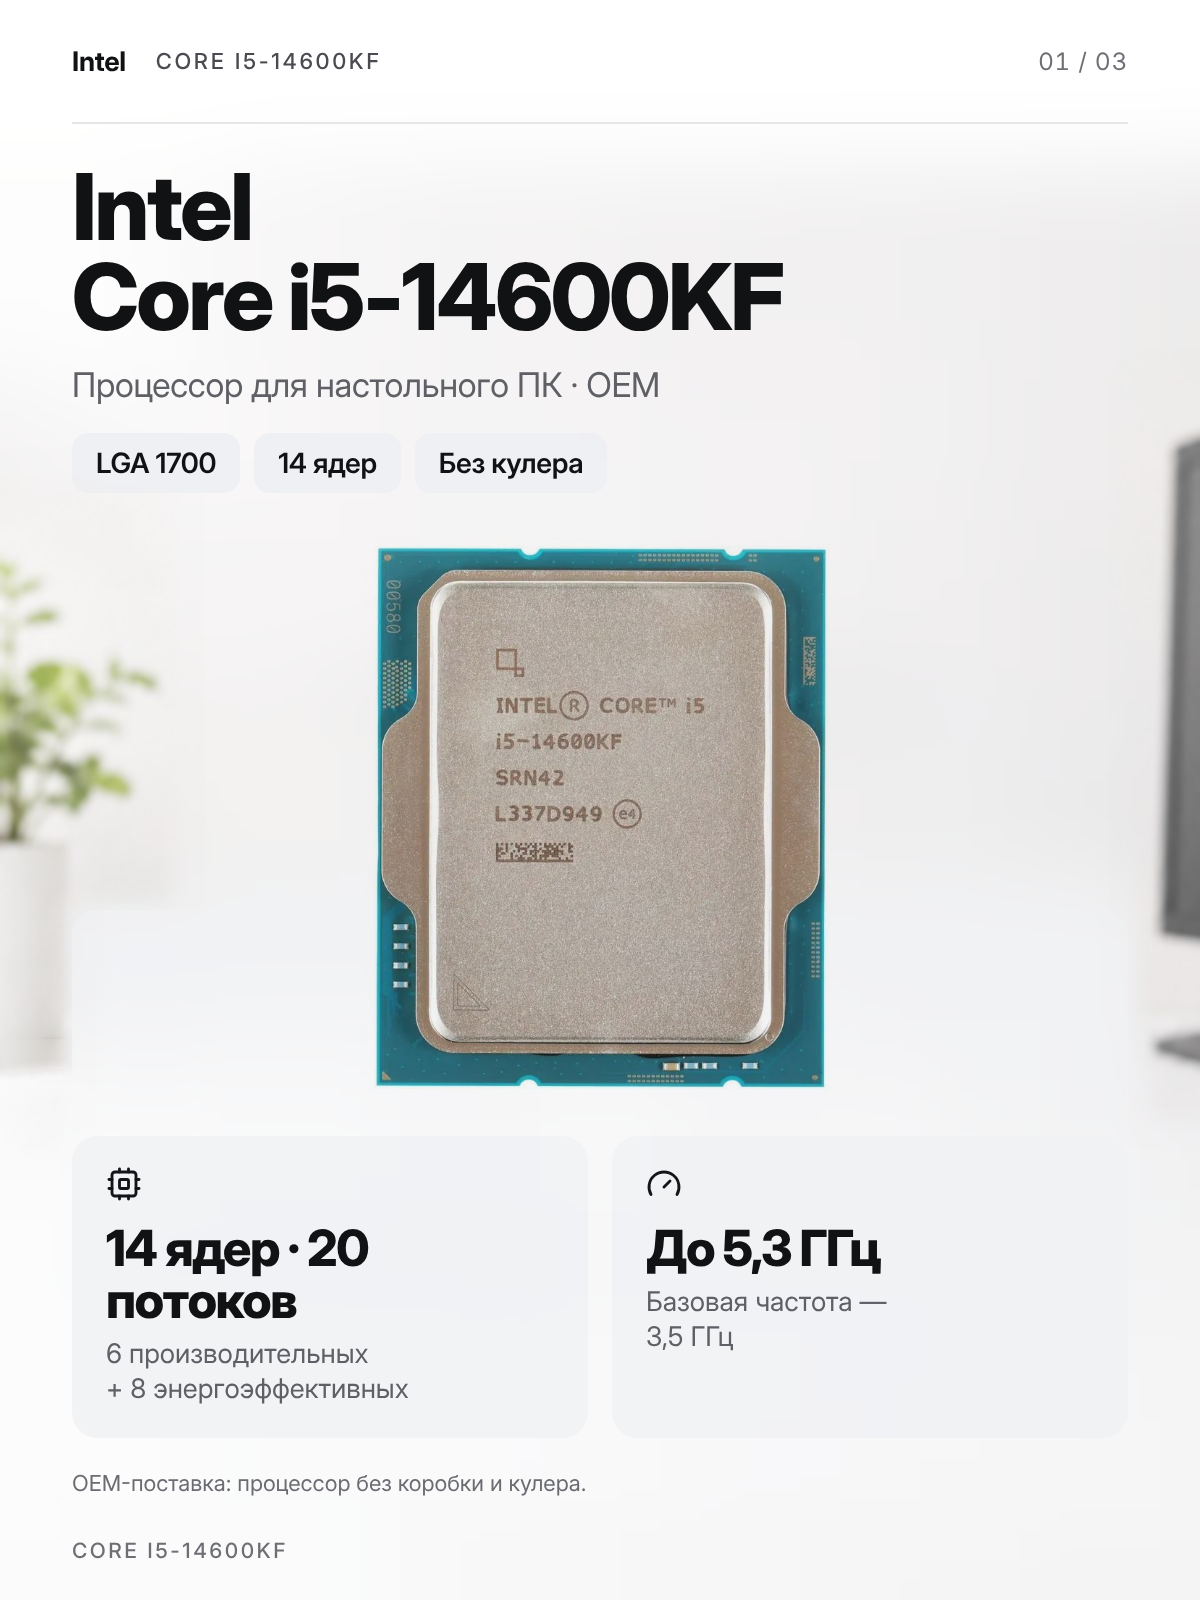 Intel CORE I5-14600KF 01 / 03
Intel
Core i5-14600KF
Процессор для настольного ПК · OEM
LGA 1700 14 ядер Без кулера
00580
INTEL® CORE™ i5
i5-14600KF
SRN42
L337D949 e4
14 ядер · 20
потоков
6 производительных
+ 8 энергоэффективных
До 5,3 ГГц
Базовая частота —
3,5 ГГц
OEM-поставка: процессор без коробки и кулера.
CORE I5-14600KF